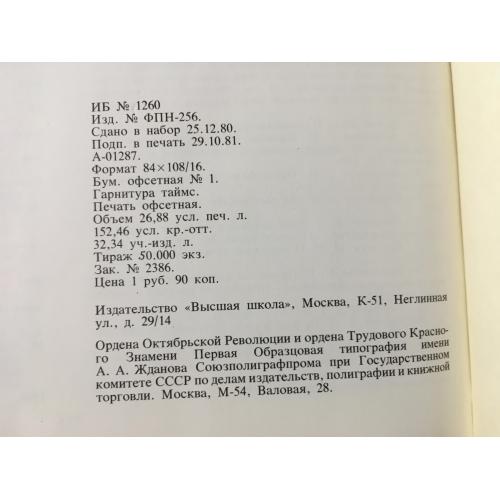 ИБ № 1260
Изд. № ФПН-256.
Сдано в набор 25.12.80.
Подп. в печать 29.10.81.
А-01287.
Формат 84×108/16.
Бум. офсетная № 1.
Гарнитура таймс.
Печать офсетная.
Объем 26,88 усл. печ. л.
152,46 усл. кр.-отт.
32,34 уч.-изд. л.
Тираж 50.000 экз.
Зак. № 2386.
Цена 1 руб. 90 коп.
Издательство «Высшая школа», Москва, К-51, Неглинная
ул., д. 29/14
Ордена Октябрьской Революции и ордена Трудового Красно-
го Знамени Первая Образцовая типография имени
А. А. Жданова Союзполиграфпрома при Государственном
комитете СССР по делам издательств, полиграфии и книжной
торговли. Москва, М-54, Валовая, 28.